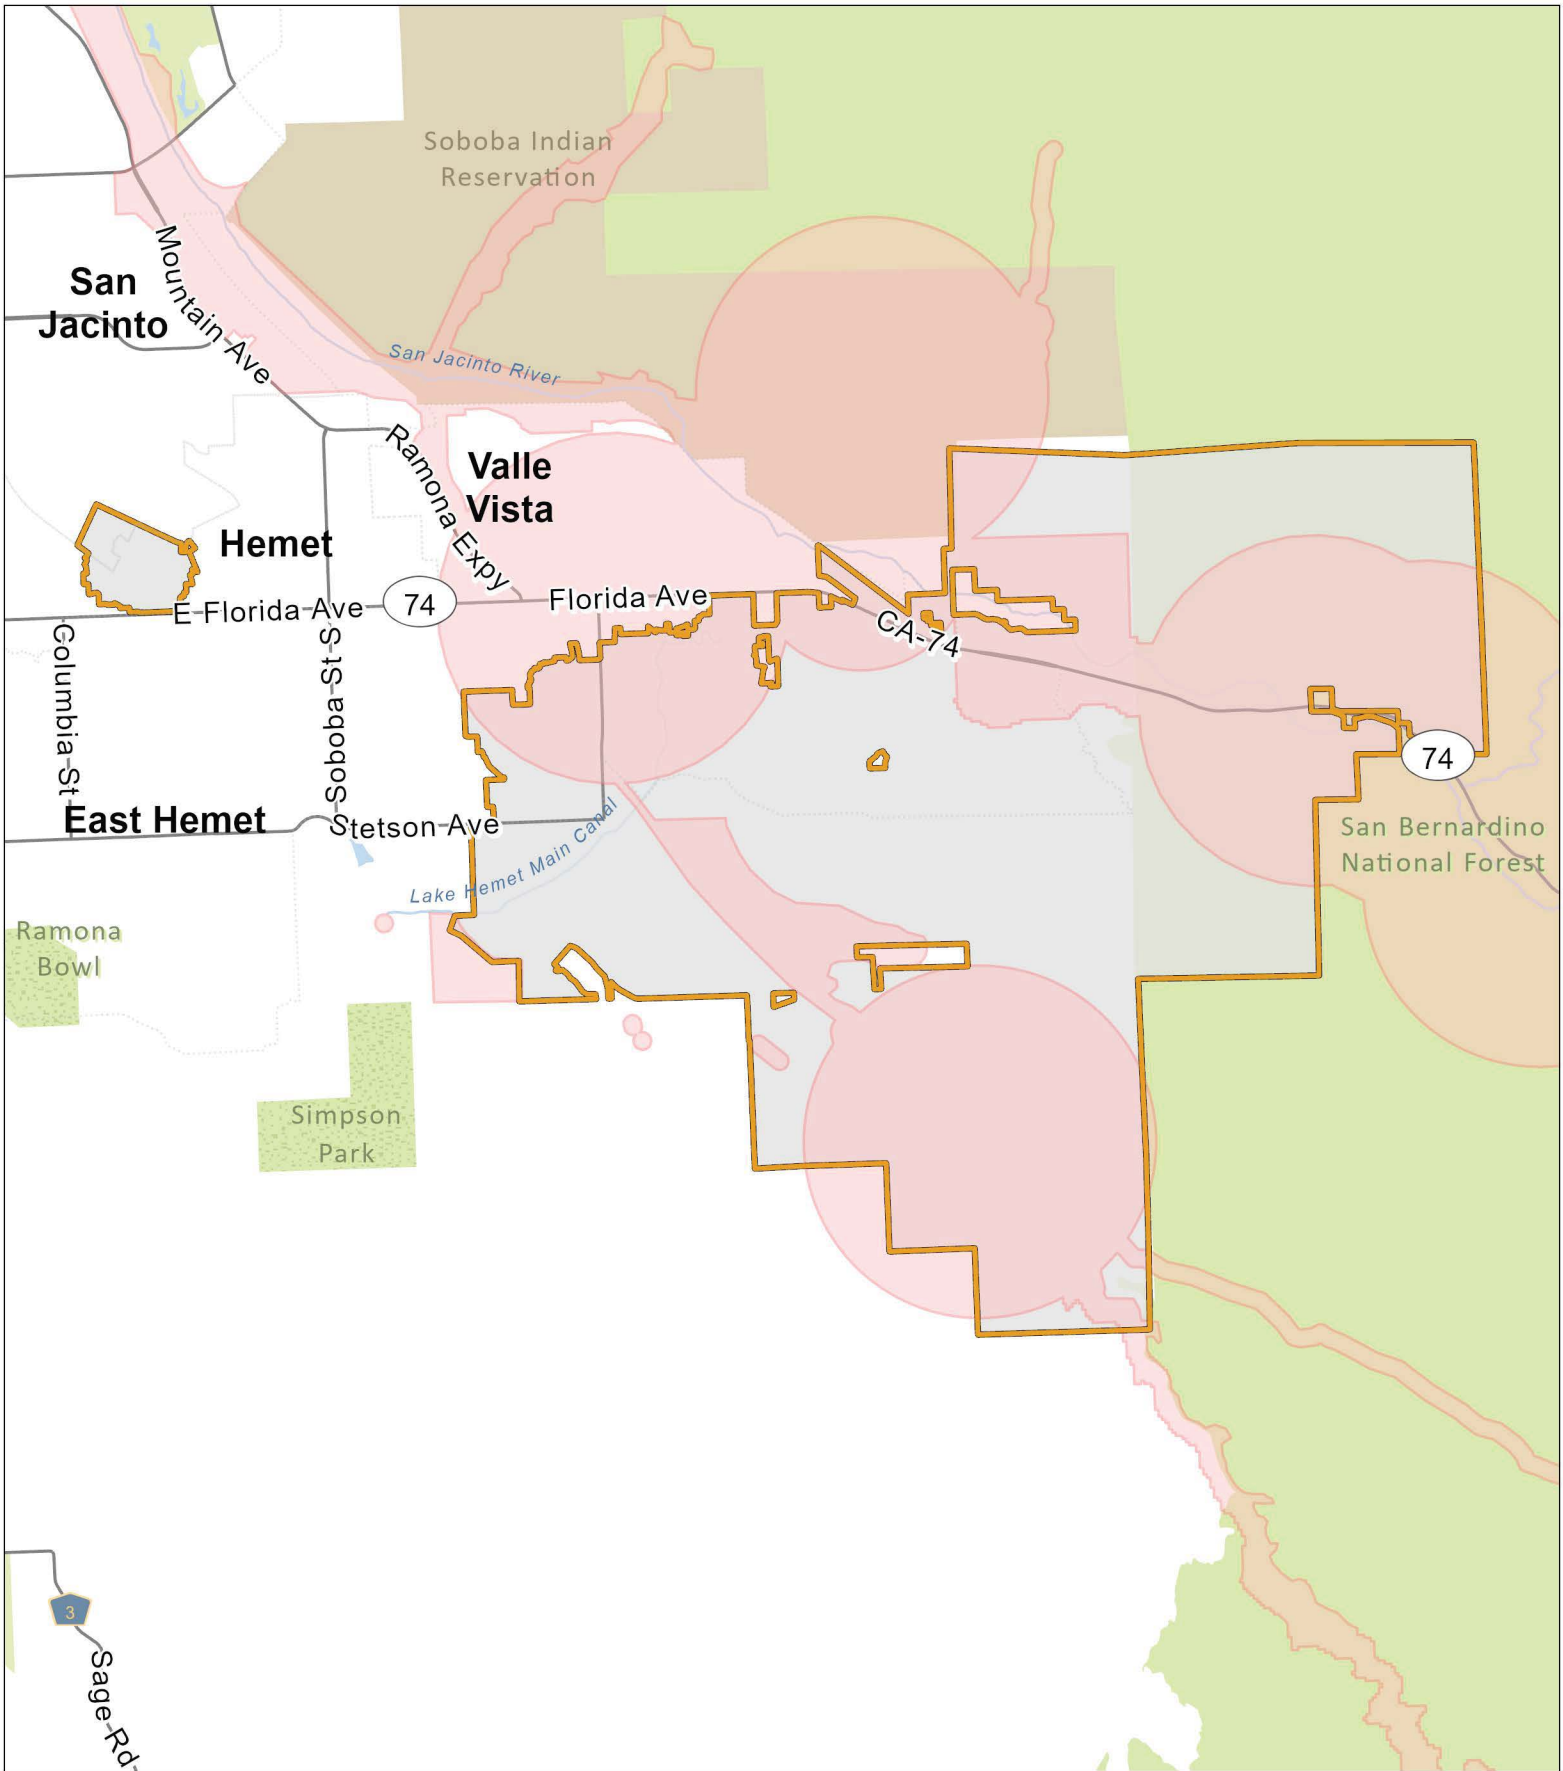 Soboba Indian
Reservation
San
Jacinto
Mountain Ave
San Jacinto River
Ramona Expy
Valle
Vista
Hemet
E Florida Ave
74
Florida Ave
CA-74
Columbia St
Soboba St S
74
East Hemet
Stetson Ave
San Bernardino
National Forest
Lake Hemet Main Canal
Ramona
Bowl
Simpson
Park
3
Sage Rd